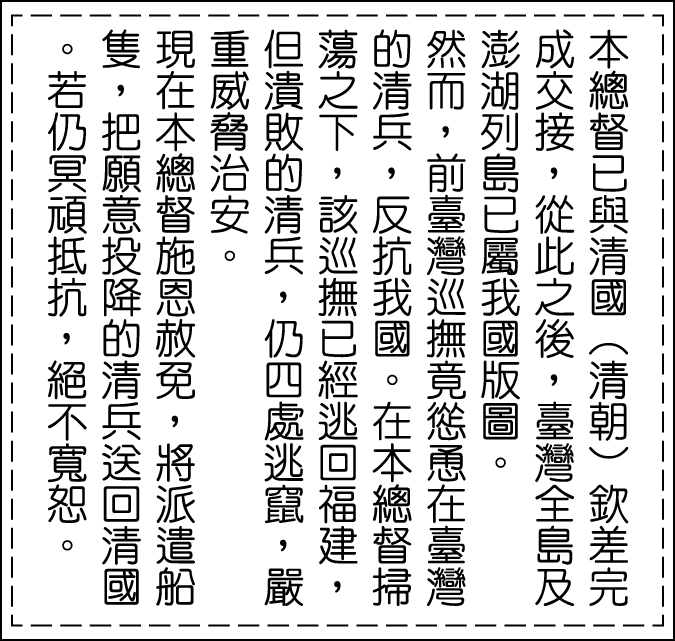 本總督已與清國（清朝）欽差完
成交接，從此之後，臺灣全島及
澎湖列島已屬我國版圖。
然而，前臺灣巡撫竟慫恿在臺灣
的清兵，反抗我國。在本總督掃
蕩之下，該巡撫已經逃回福建，
但潰敗的清兵，仍四處逃竄，嚴
重威脅治安。
現在本總督施恩赦免，將派遣船
隻，把願意投降的清兵送回清國
。若仍冥頑抵抗，絕不寬恕。